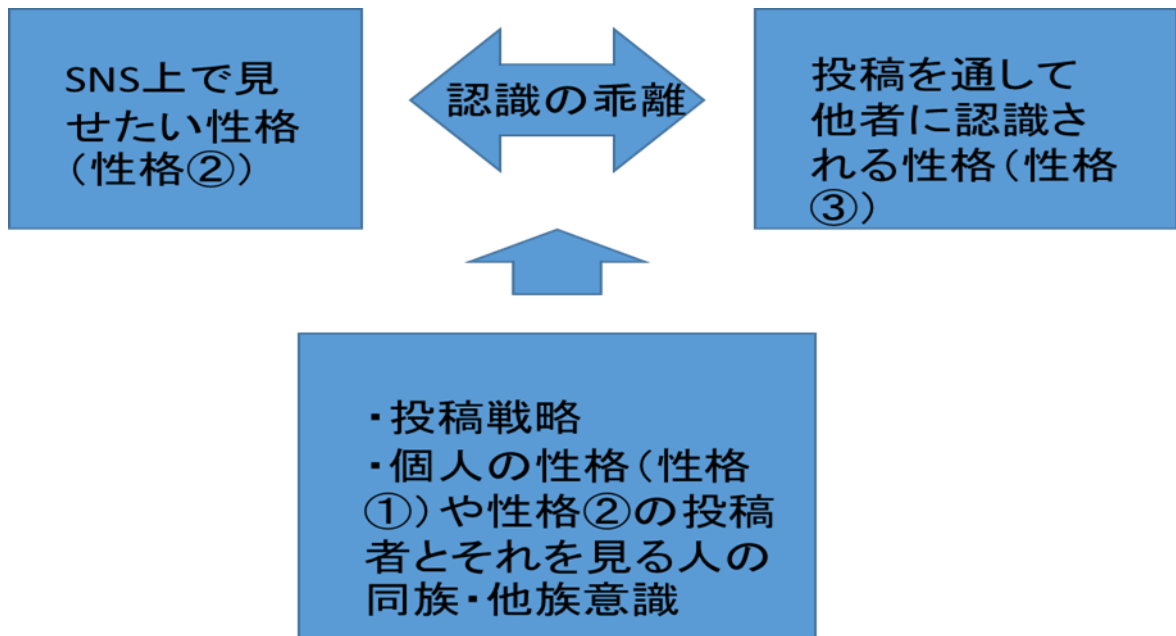 SNS上で見
せたい性格
(性格②)
認識の乖離
投稿を通して
他者に認識さ
れる性格(性格
③)
・投稿戦略
・個人の性格(性格
①)や性格②の投稿
者とそれを見る人の
同族・他族意識